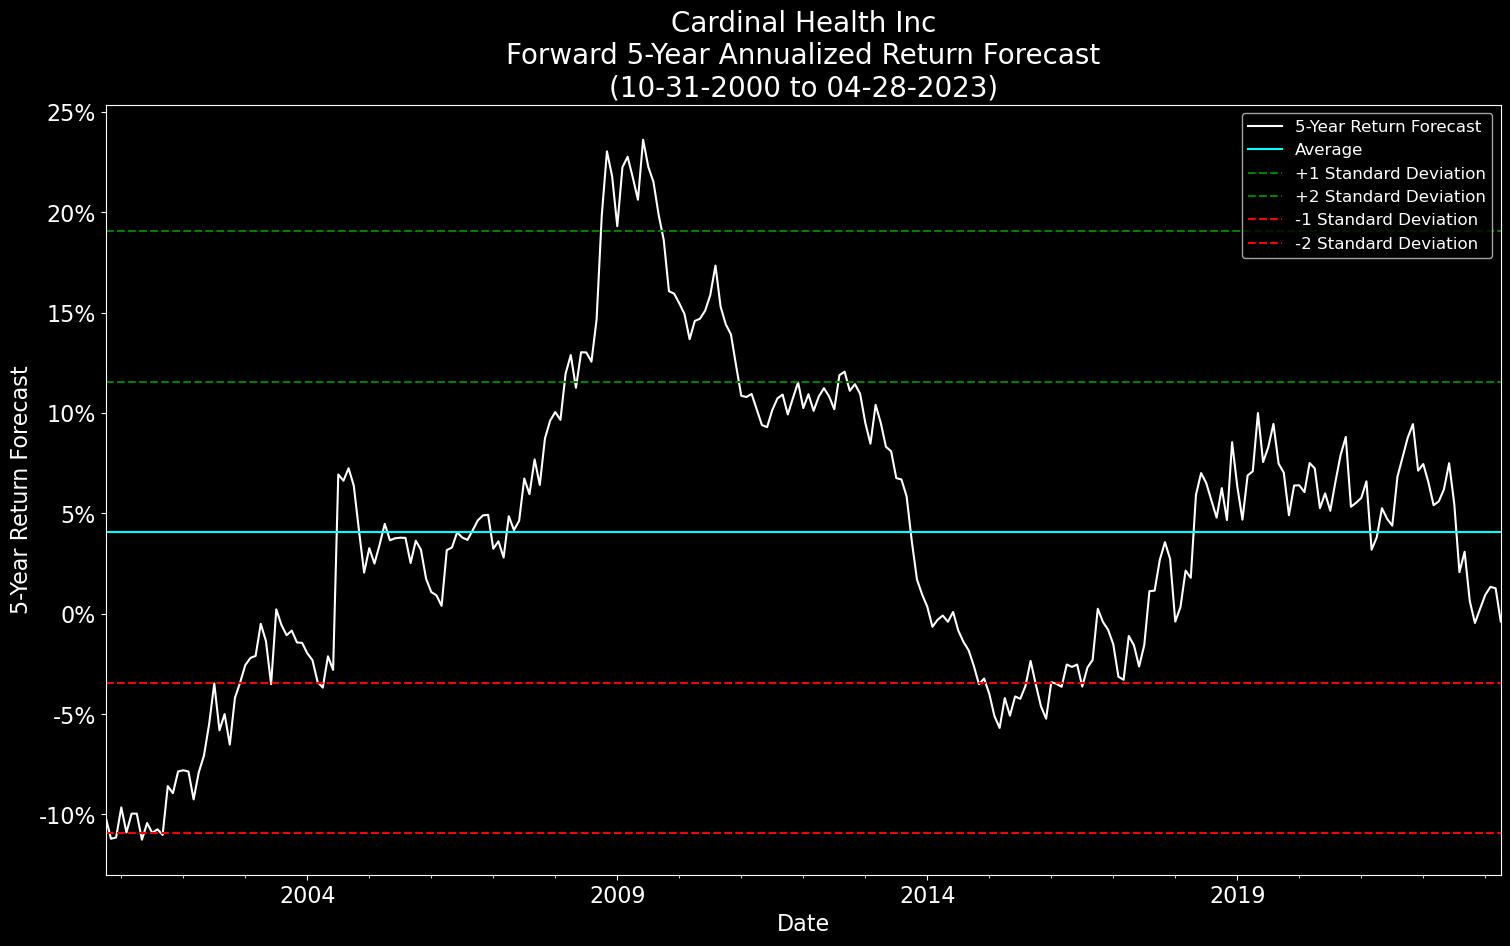 Cardinal Health Inc
Forward 5-Year Annualized Return Forecast
(10-31-2000 to 04-28-2023)
5-Year Return Forecast
Average
+1 Standard Deviation
+2 Standard Deviation
-1 Standard Deviation
-2 Standard Deviation
25%
20%
15%
10%
5%
0%
-5%
-10%
5-Year Return Forecast
2004
2009
2014
2019
Date